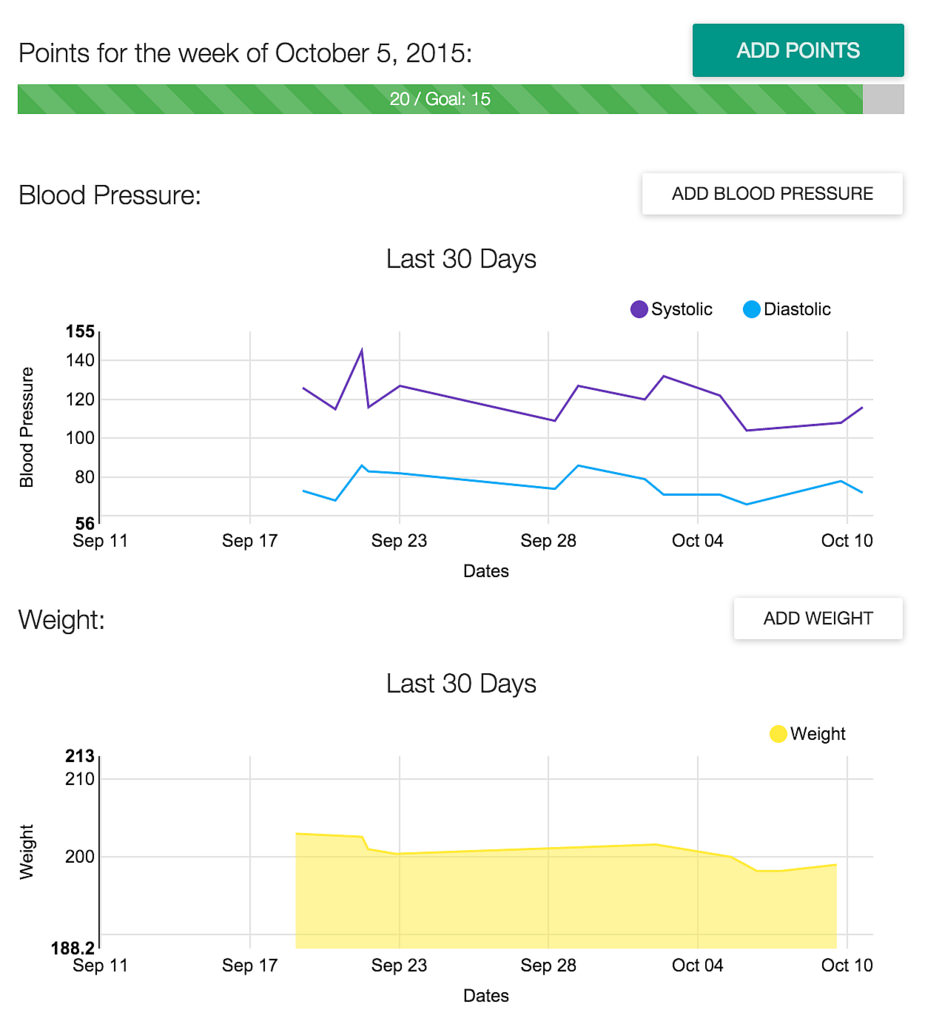 Points for the week of October 5, 2015:
ADD POINTS
20 / Goal: 15
Blood Pressure:
ADD BLOOD PRESSURE
Last 30 Days
Systolic Diastolic
155
140
120
100
80
56
Blood Pressure
Sep 11 Sep 17 Sep 23 Sep 28 Oct 04 Oct 10
Dates
Weight:
ADD WEIGHT
Last 30 Days
Weight
213
210
200
188.2
Weight
Sep 11 Sep 17 Sep 23 Sep 28 Oct 04 Oct 10
Dates